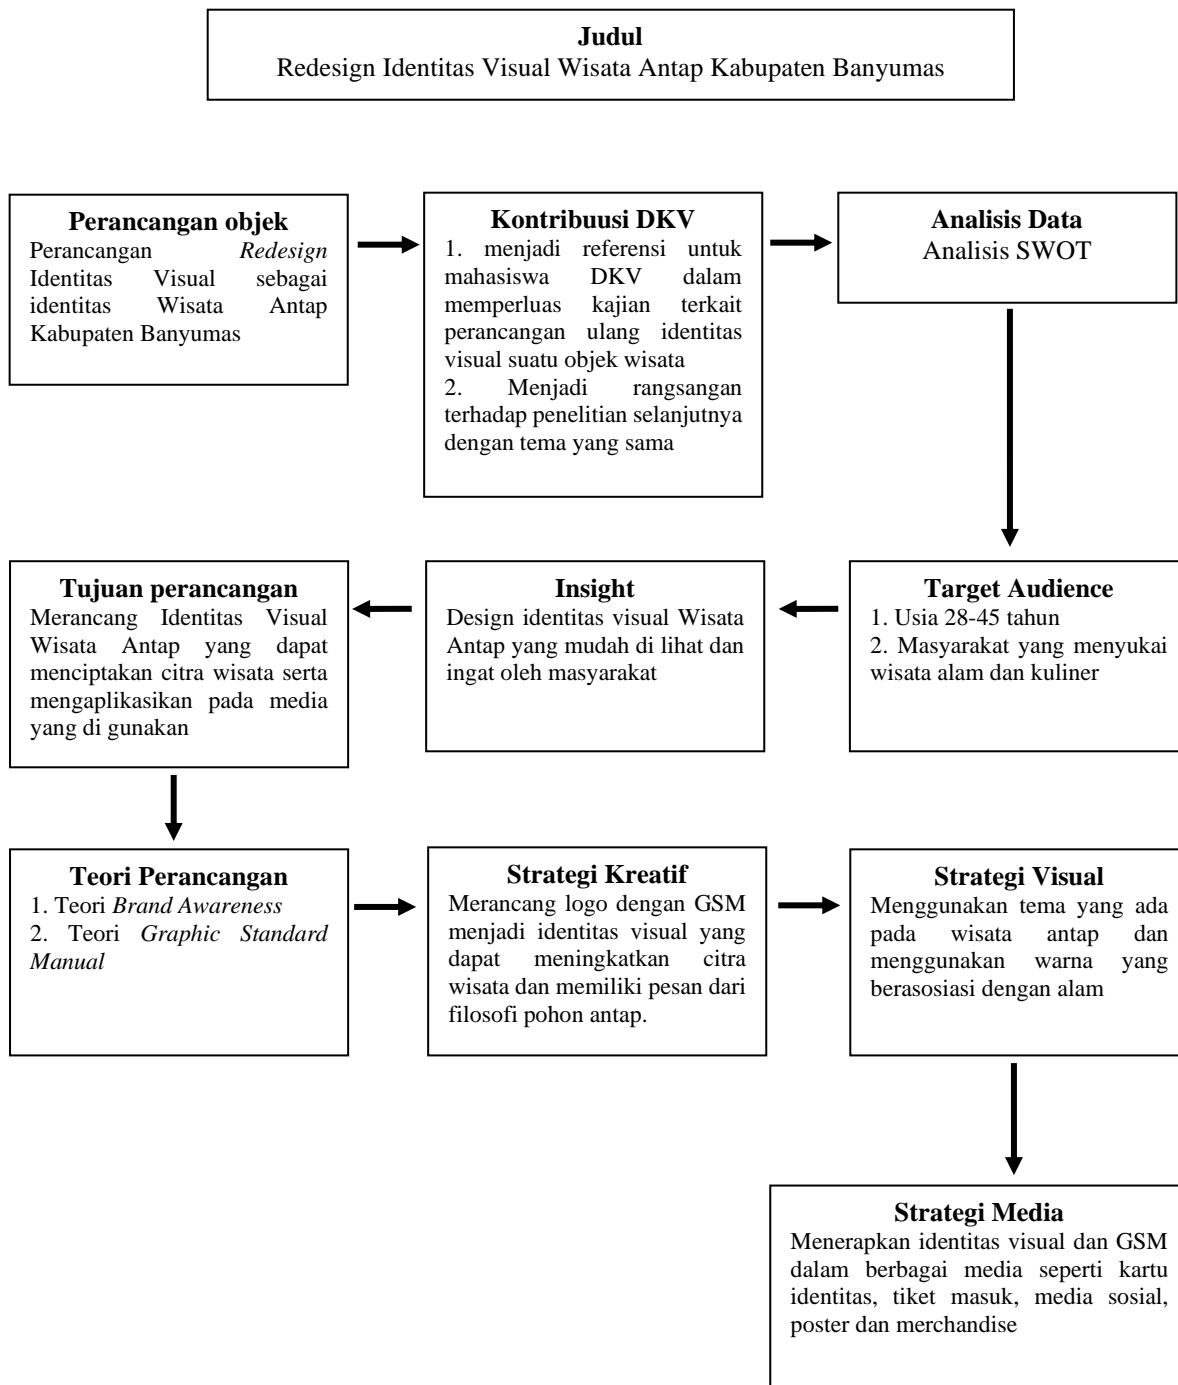 Judul
Redesign Identitas Visual Wisata Antap Kabupaten Banyumas
Perancangan objek
Perancangan Redesign
Identitas Visual sebagai
identitas Wisata Antap
Kabupaten Banyumas
Kontribuusi DKV
1. menjadi referensi untuk
mahasiswa DKV dalam
memperluas kajian terkait
perancangan ulang identitas
visual suatu objek wisata
2. Menjadi rangsangan
terhadap penelitian selanjutnya
dengan tema yang sama
Analisis Data
Analisis SWOT
Target Audience
1. Usia 28-45 tahun
2. Masyarakat yang menyukai
wisata alam dan kuliner
Insight
Design identitas visual Wisata
Antap yang mudah di lihat dan
ingat oleh masyarakat
Tujuan perancangan
Merancang Identitas Visual
Wisata Antap yang dapat
menciptakan citra wisata serta
mengaplikasikan pada media
yang di gunakan
Teori Perancangan
1. Teori Brand Awareness
2. Teori Graphic Standard
Manual
Strategi Kreatif
Merancang logo dengan GSM
menjadi identitas visual yang
dapat meningkatkan citra
wisata dan memiliki pesan dari
filosofi pohon antap.
Strategi Visual
Menggunakan tema yang ada
pada wisata antap dan
menggunakan warna yang
berasosiasi dengan alam
Strategi Media
Menerapkan identitas visual dan GSM
dalam berbagai media seperti kartu
identitas, tiket masuk, media sosial,
poster dan merchandise